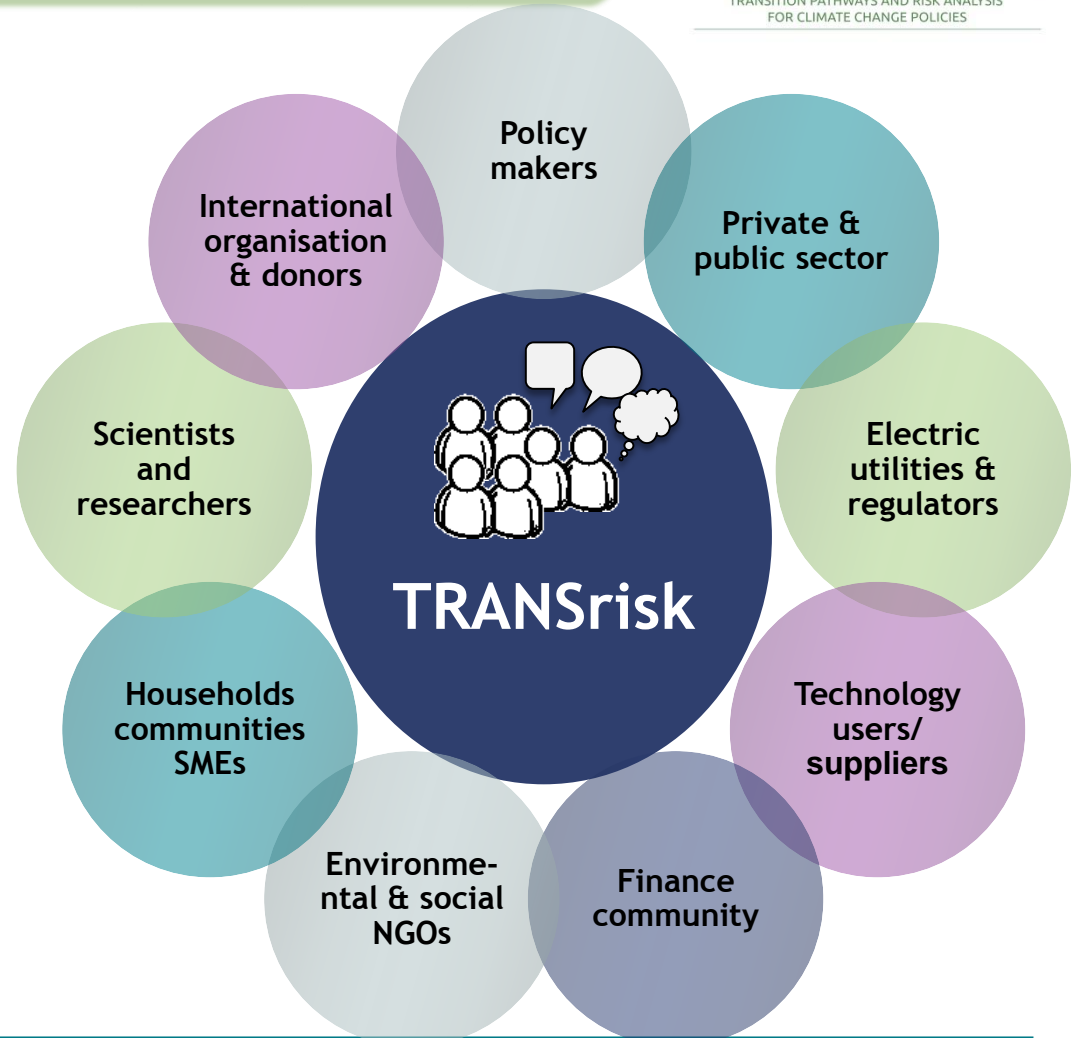 TRANSITION PATHWAYS AND RISK ANALYSIS
FOR CLIMATE CHANGE POLICIES
Policy
makers
International
organisation
& donors
Private &
public sector
Scientists
and
researchers
Electric
utilities &
regulators
TRANSrisk
Households
communities
SMEs
Technology
users/
suppliers
Environme-
ntal & social
NGOs
Finance
community